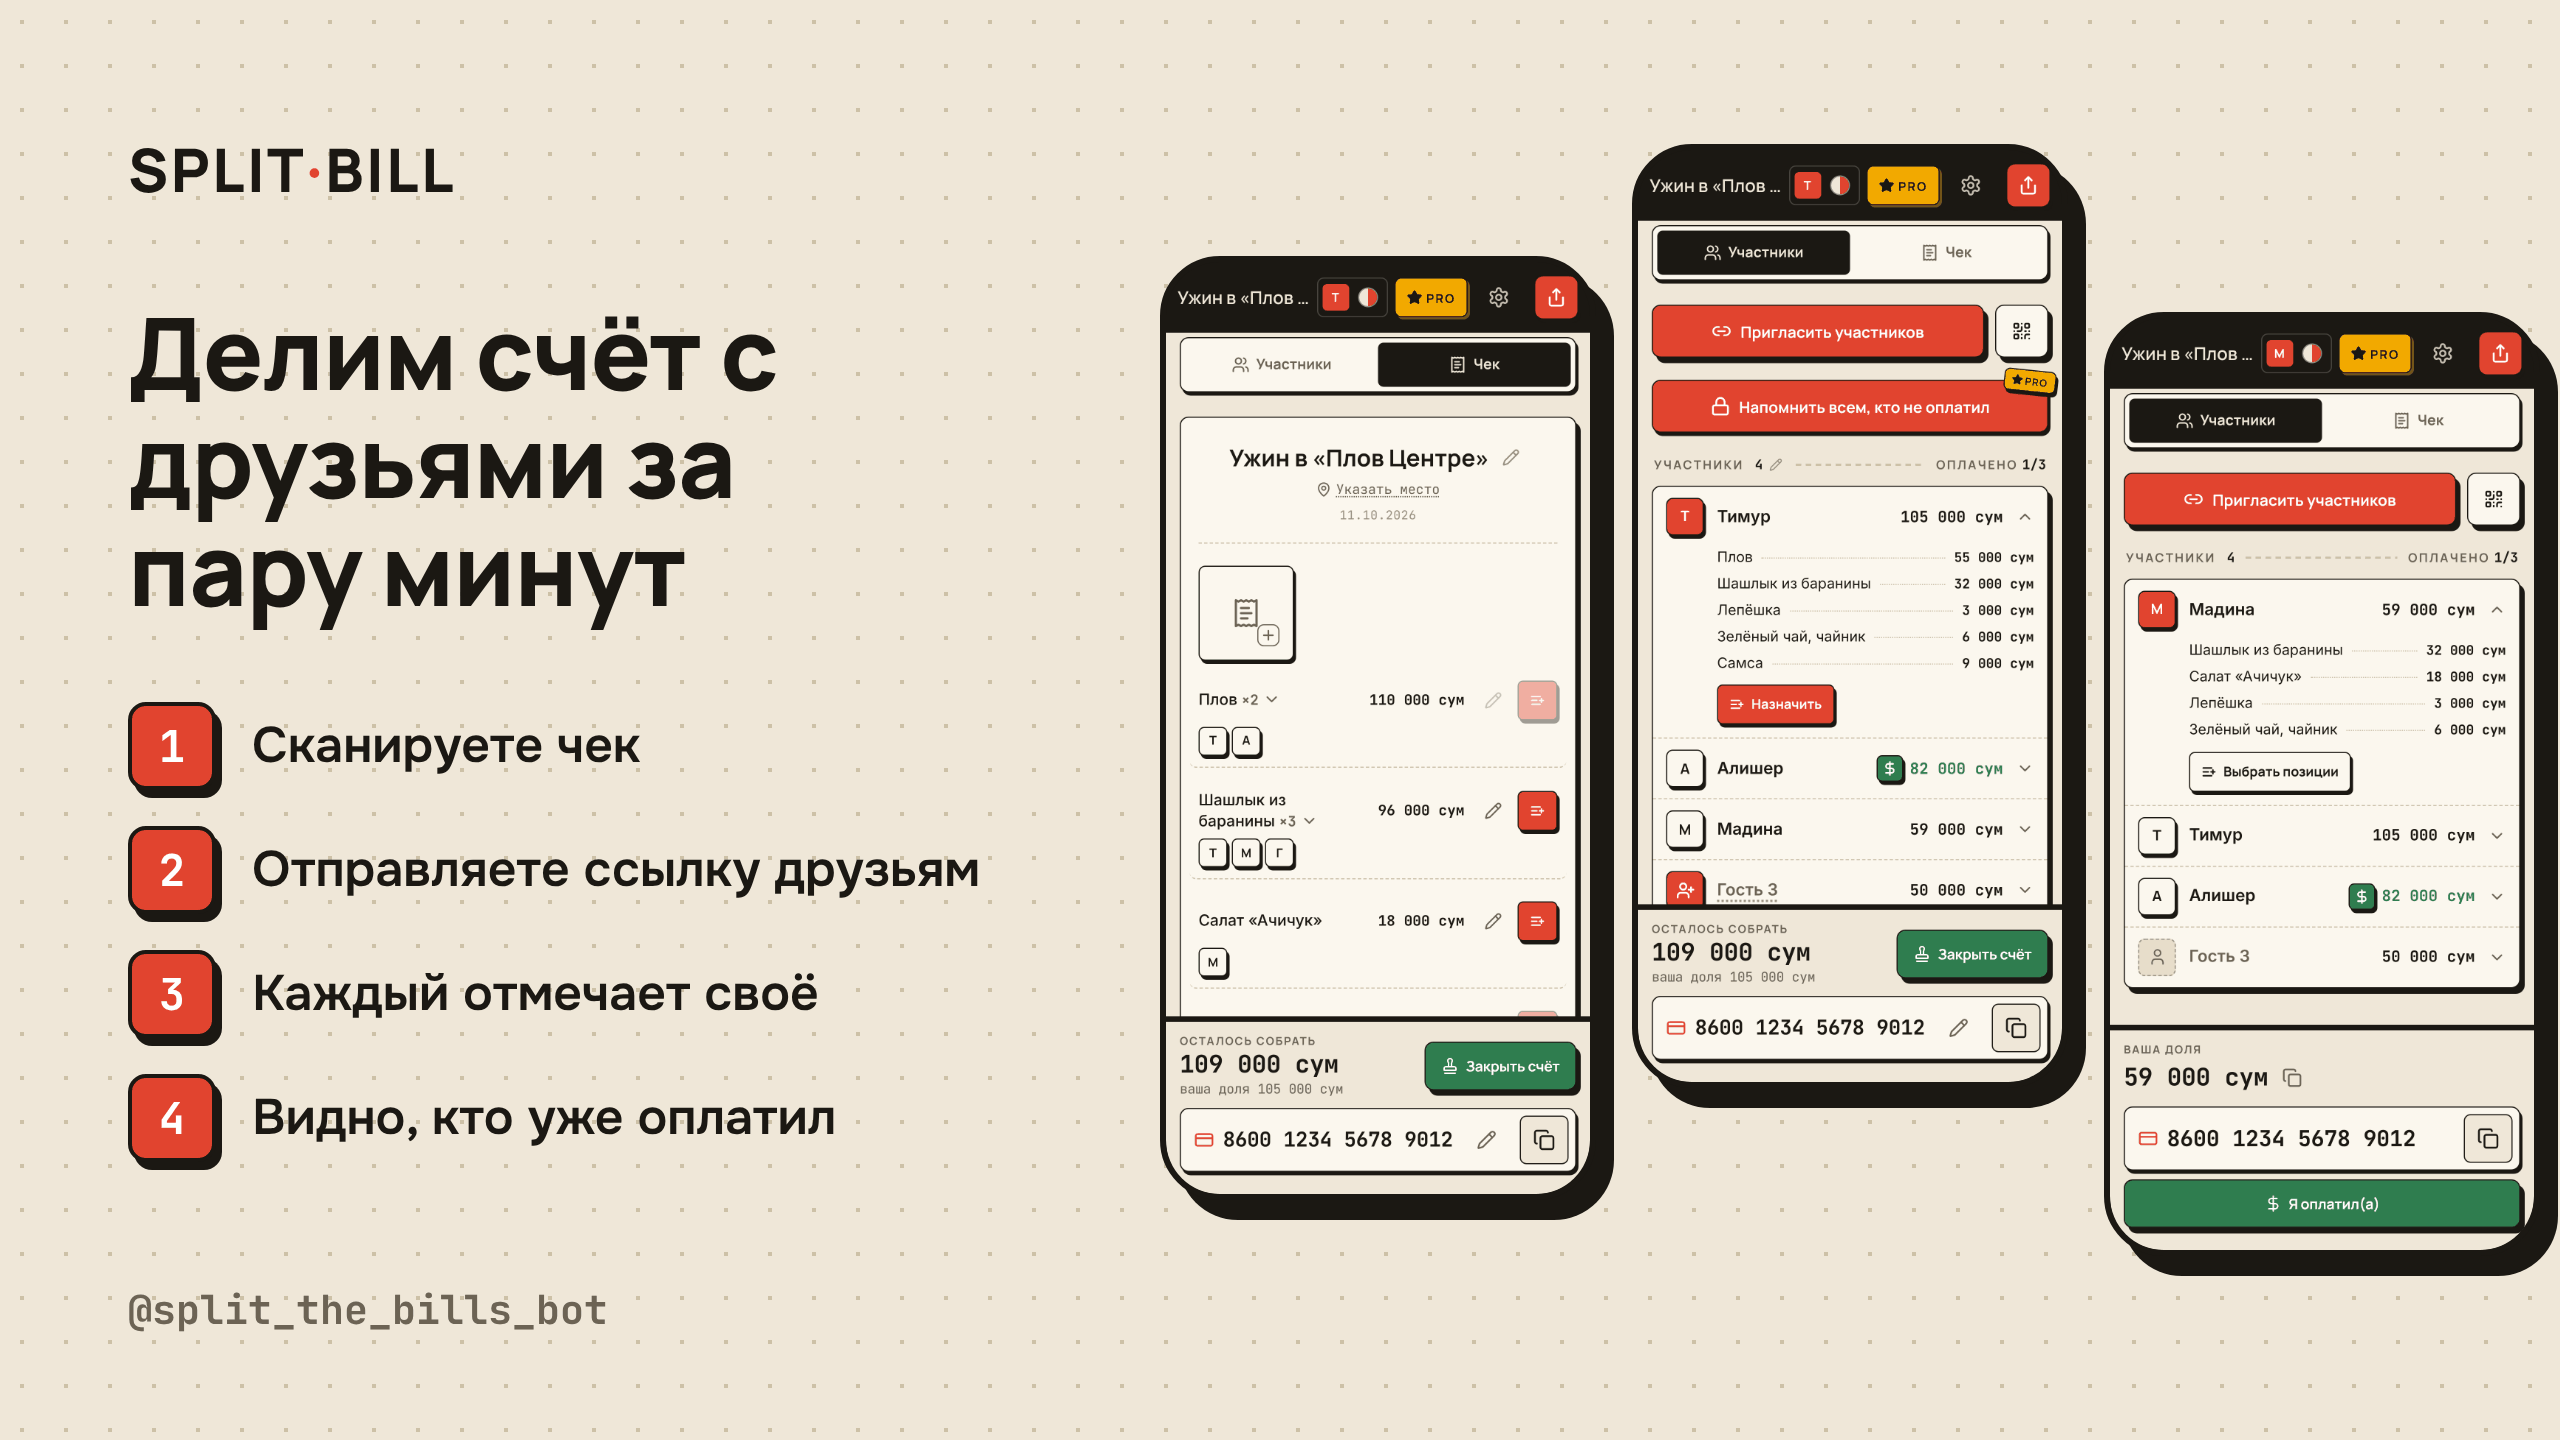 SPLIT·BILL
Делим счёт с
друзьями за
пару минут
1 Сканируете чек
2 Отправляете ссылку друзьям
3 Каждый отмечает своё
4 Видно, кто уже оплатил
@split_the_bills_bot
Ужин в «Плов ... T PRO
Участники Чек
Ужин в «Плов Центре»
Указать место
11.10.2026
Плов ×2 110 000 сум
Т А
Шашлык из
баранины ×3 96 000 сум
Т М Г
Салат «Ачичук» 18 000 сум
М
ОСТАЛОСЬ СОБРАТЬ
109 000 сум
ваша доля 105 000 сум
Закрыть счёт
8600 1234 5678 9012
Ужин в «Плов ... T PRO
Участники Чек
Пригласить участников
PRO
Напомнить всем, кто не оплатил
УЧАСТНИКИ 4 ОПЛАЧЕНО 1/3
Т Тимур 105 000 сум
Плов 55 000 сум
Шашлык из баранины 32 000 сум
Лепёшка 3 000 сум
Зелёный чай, чайник 6 000 сум
Самса 9 000 сум
Назначить
А Алишер $ 82 000 сум
М Мадина 59 000 сум
Гость 3 50 000 сум
ОСТАЛОСЬ СОБРАТЬ
109 000 сум
ваша доля 105 000 сум
Закрыть счёт
8600 1234 5678 9012
Ужин в «Плов ... М PRO
Участники Чек
Пригласить участников
УЧАСТНИКИ 4 ОПЛАЧЕНО 1/3
М Мадина 59 000 сум
Шашлык из баранины 32 000 сум
Салат «Ачичук» 18 000 сум
Лепёшка 3 000 сум
Зелёный чай, чайник 6 000 сум
Выбрать позиции
Т Тимур 105 000 сум
А Алишер $ 82 000 сум
Гость 3 50 000 сум
ВАША ДОЛЯ
59 000 сум
8600 1234 5678 9012
$ Я оплатил(а)